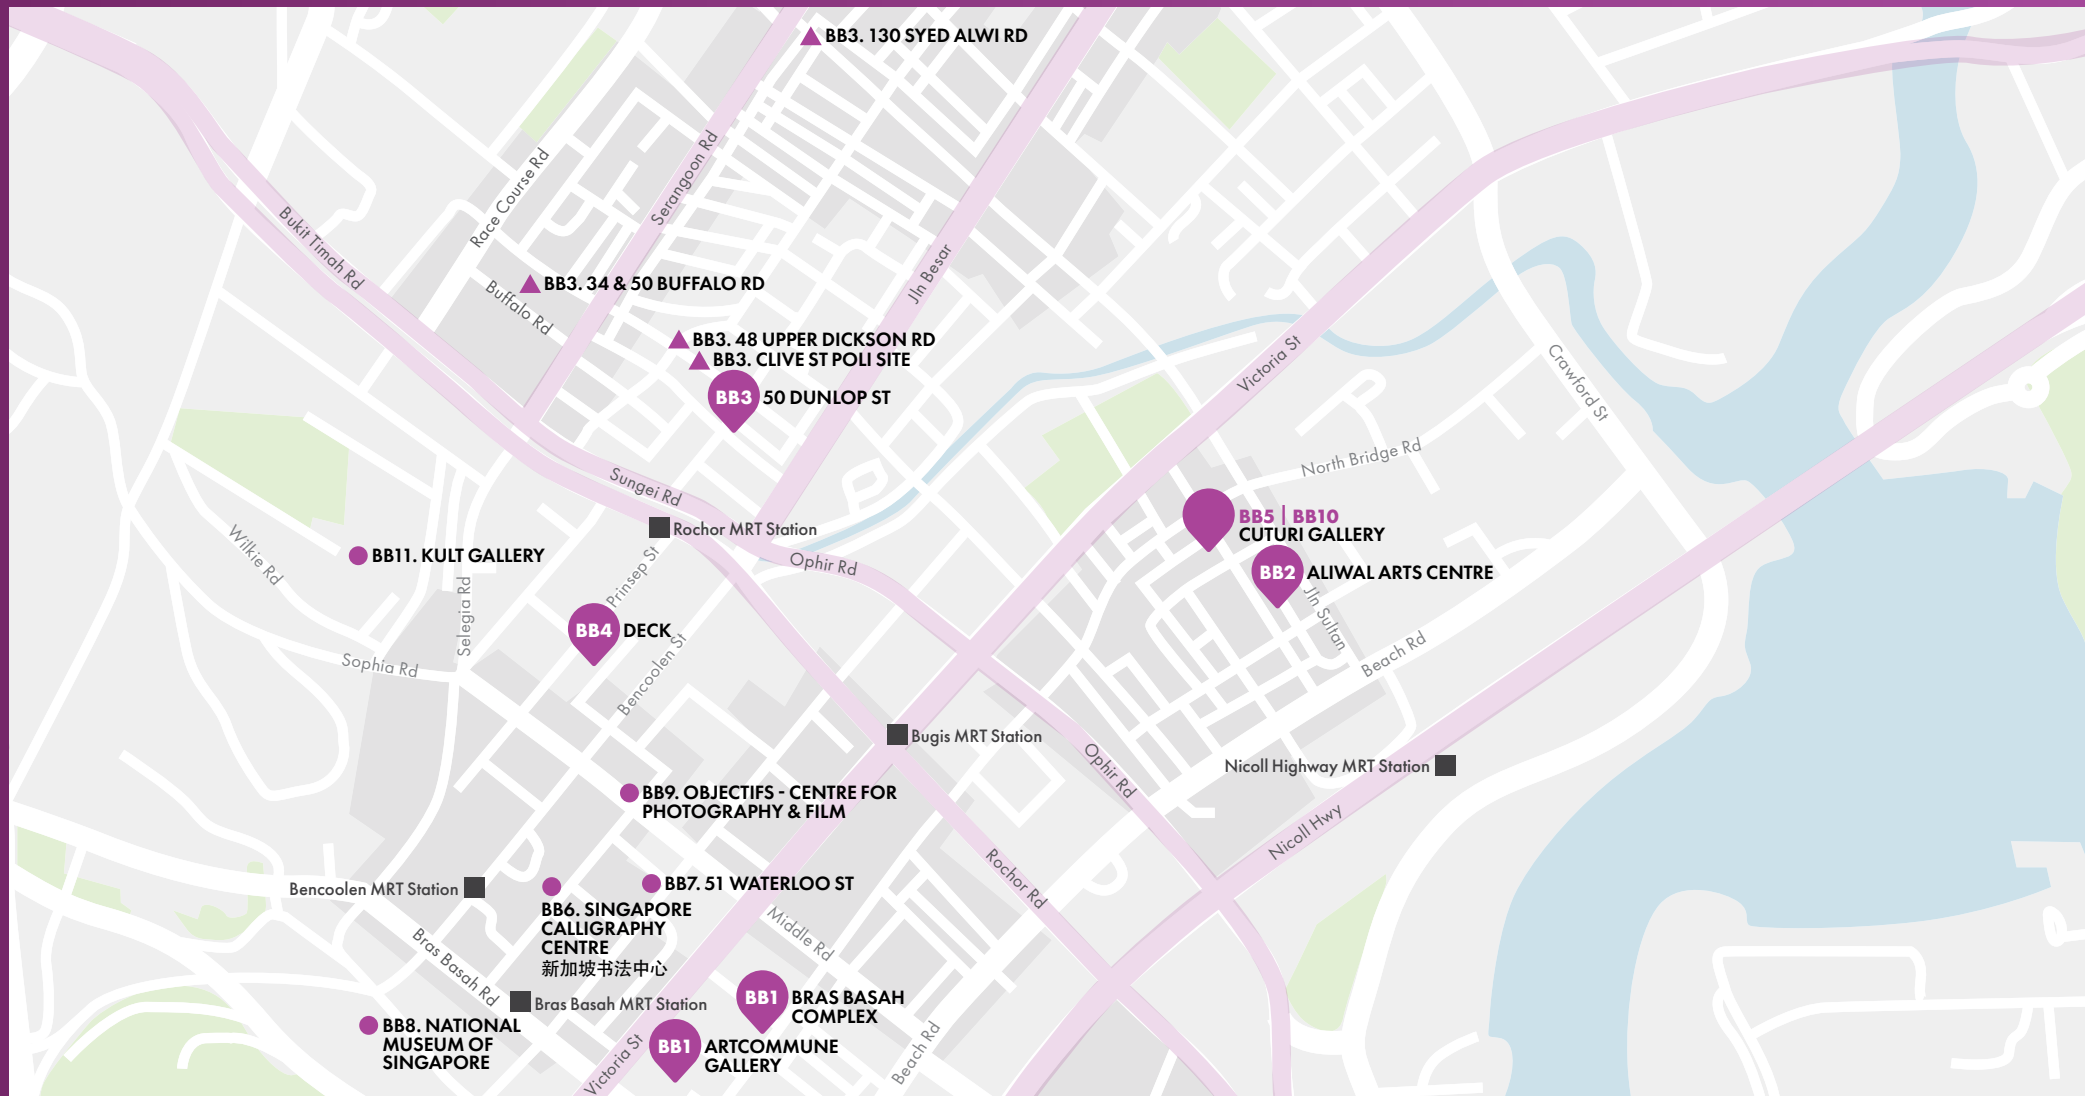 BB3. 130 SYED ALWI RD
Race Course Rd
Serangoon Rd
Bukit Timah Rd
Jln Besar
BB3. 34 & 50 BUFFALO RD
Buffalo Rd
BB3. 48 UPPER DICKSON RD
BB3. CLIVE ST POLI SITE
BB3 50 DUNLOP ST
Victoria St
Crawford St
North Bridge Rd
Sungei Rd
Rochor MRT Station
BB5 | BB10
CUTURI GALLERY
Wilkie Rd
BB11. KULT GALLERY
Prinsep St
Ophir Rd
BB2 ALIWAL ARTS CENTRE
Selegia Rd
Jln Sultan
BB4 DECK
Sophia Rd
Bencoolen St
Beach Rd
Bugis MRT Station
Ophir Rd
Nicoll Highway MRT Station
BB9. OBJECTIFS - CENTRE FOR
PHOTOGRAPHY & FILM
Nicoll Hwy
Rochor Rd
Bencoolen MRT Station
BB7. 51 WATERLOO ST
BB6. SINGAPORE
CALLIGRAPHY
CENTRE
新加坡书法中心
Middle Rd
Bras Basah Rd
Bras Basah MRT Station
BB1 BRAS BASAH
COMPLEX
BB8. NATIONAL
MUSEUM OF
SINGAPORE
Victoria St
BB1 ARTCOMMUNE
GALLERY
Beach Rd